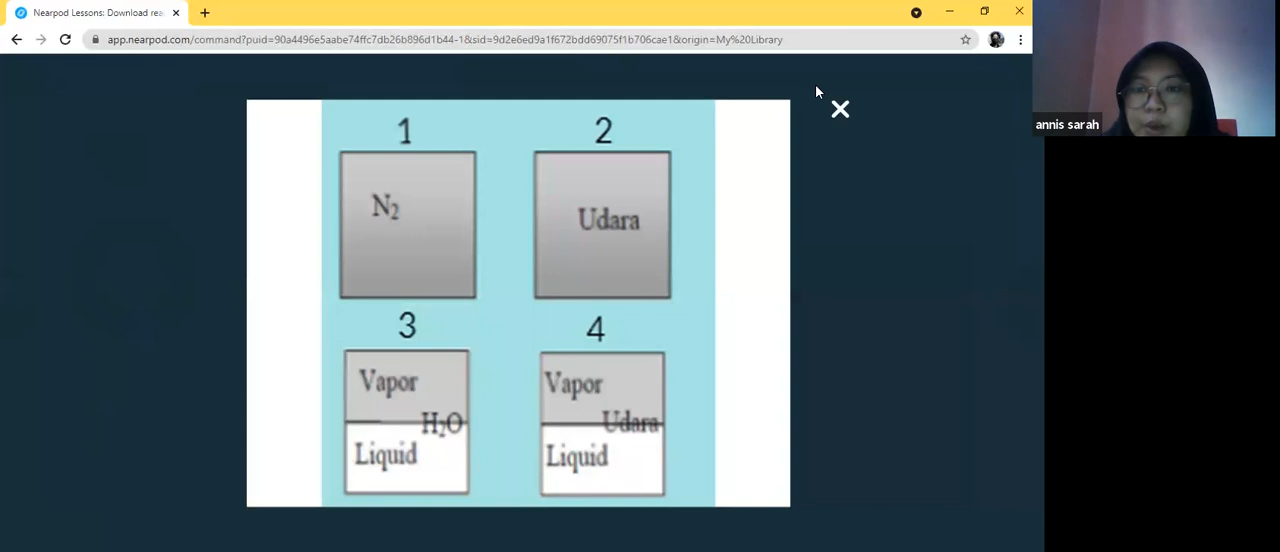 Nearpod Lessons: Download rea
app.nearpod.com/command?puid=90a4496e5aabe74ffc7db26b896d1b44-1&sid=9d2e6ed9a1f672bdd69075f1b706cae1&origin=My%20Library
annis sarah
1
2
N₂
Udara
3
4
Vapor
H₂O
Liquid
Vapor
Udara
Liquid